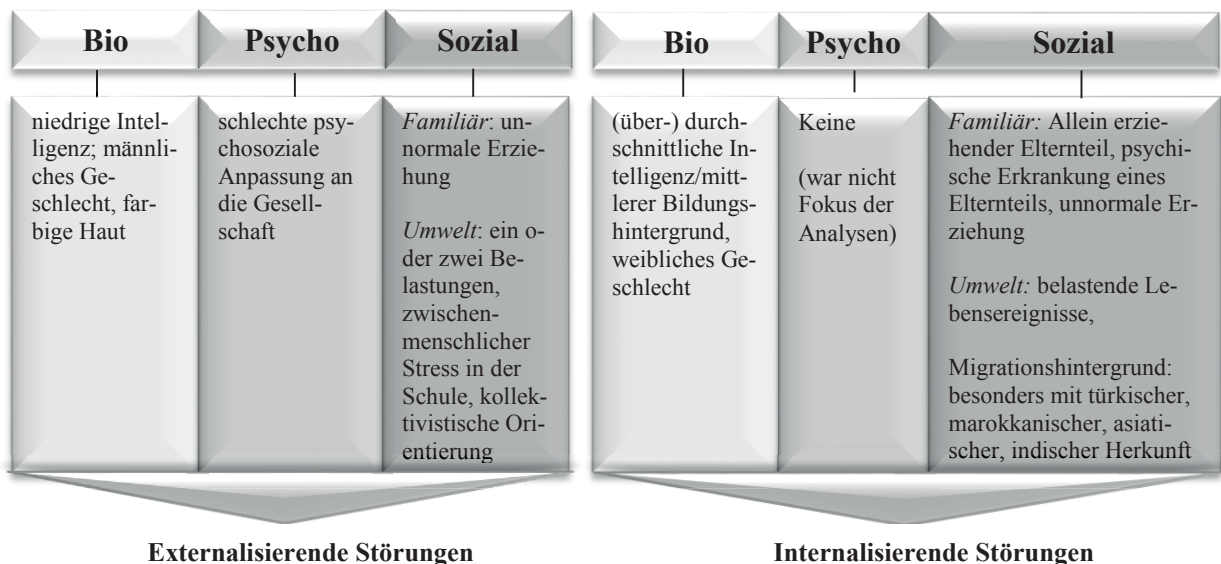 Bio
Psycho
Sozial
niedrige Intel-
ligenz; männli-
ches Ge-
schlecht, far-
bige Haut
schlechte psy-
chosoziale
Anpassung an
die Gesell-
schaft
Familiär: un-
normale Erzie-
hung
Umwelt: ein o-
der zwei Be-
lastungen,
zwischen-
menschlicher
Stress in der
Schule, kollek-
tivistische Ori-
entierung
Externalisierende Störungen
Bio
Psycho
Sozial
(über-) durch-
schnittliche In-
telligenz/mitt-
lerer Bildungs-
hintergrund,
weibliches Ge-
schlecht
Keine
(war nicht
Fokus der
Analysen)
Familiär: Allein erzie-
hender Elternteil, psychi-
sche Erkrankung eines
Elternteils, unnormale Er-
ziehung
Umwelt: belastende Le-
bensereignisse,
Migrationshintergrund:
besonders mit türkischer,
marokkanischer, asiati-
scher, indischer Herkunft
Internalisierende Störungen